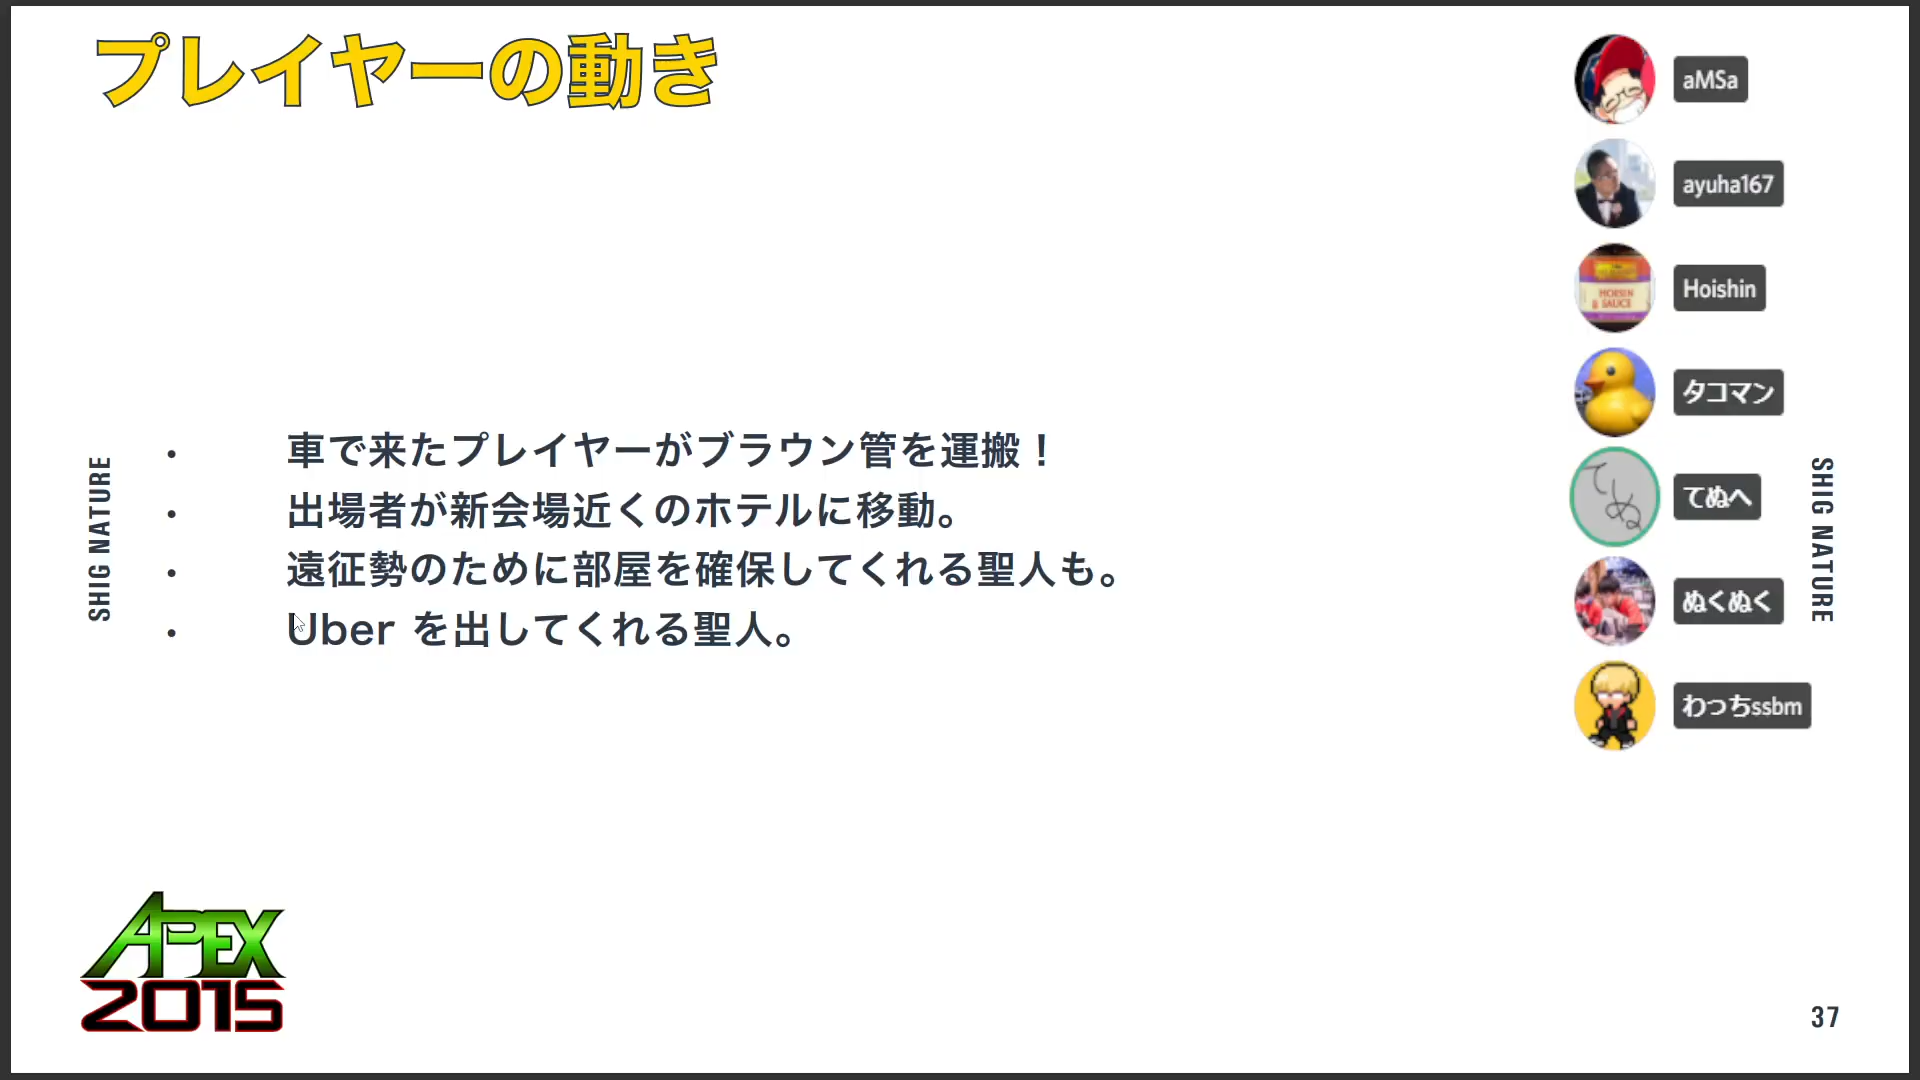 プレイヤーの動き
aMSa
ayuha167
HOISIN
SAUCE
Hoishin
タコマン
てぬ
てぬへ
ぬくぬく
わっちssbm
SHIG NATURE
・ 車で来たプレイヤーがブラウン管を運搬！
・ 出場者が新会場近くのホテルに移動。
・ 遠征勢のために部屋を確保してくれる聖人も。
・ Uber を出してくれる聖人。
SHIG NATURE
APEX
2015
37